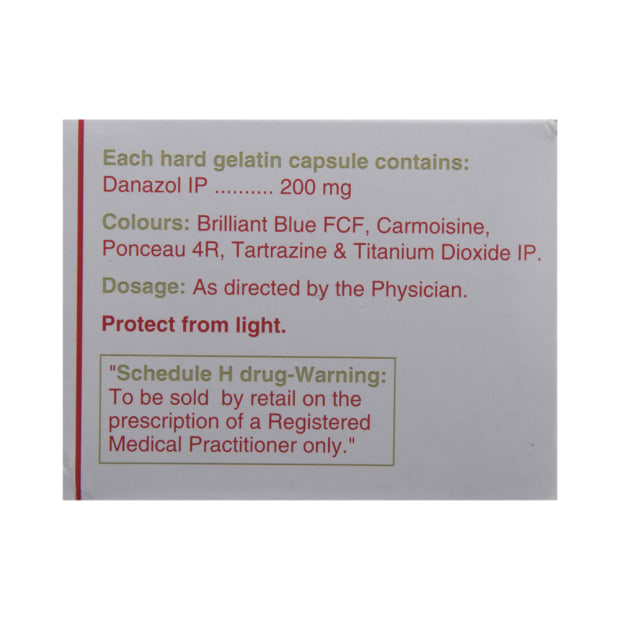 Each hard gelatin capsule contains:
Danazol IP .......... 200 mg
Colours: Brilliant Blue FCF, Carmoisine,
Ponceau 4R, Tartrazine & Titanium Dioxide IP.
Dosage: As directed by the Physician.
Protect from light.
"Schedule H drug-Warning:
To be sold by retail on the
prescription of a Registered
Medical Practitioner only."